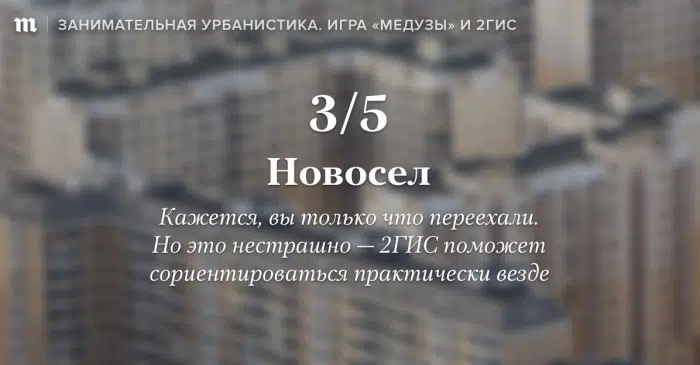 m | ЗАНИМАТЕЛЬНАЯ УРБАНИСТИКА. ИГРА «МЕДУЗЫ» И 2ГИС
3/5
Новосел
Кажется, вы только что переехали.
Но это нестрашно — 2ГИС поможет
сориентироваться практически везде